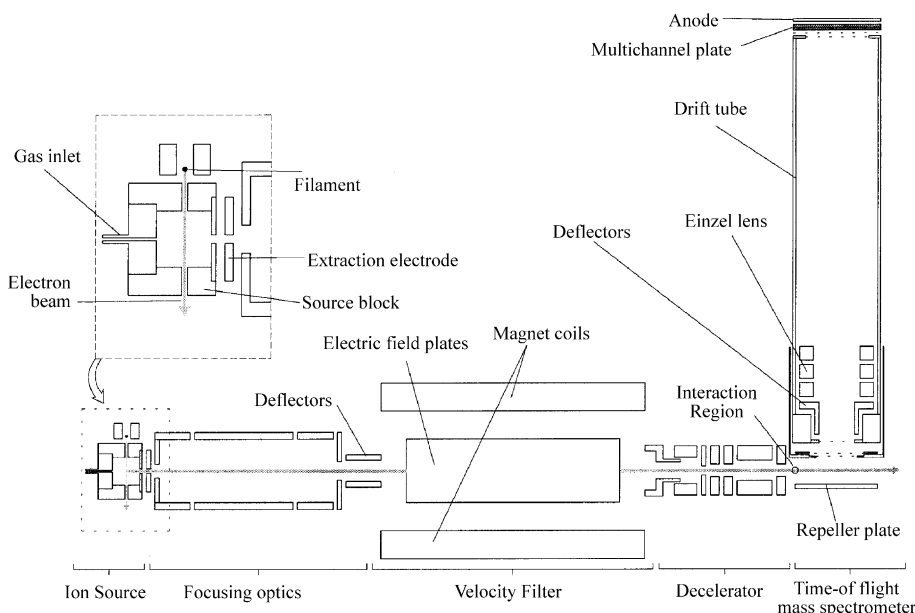 Anode
Multichannel plate
Drift tube
Gas inlet
Filament
Einzel lens
Deflectors
Extraction electrode
Electron
beam
Source block
Magnet coils
Electric field plates
Interaction
Region
Deflectors
Repeller plate
Ion Source
Focusing optics
Velocity Filter
Decelerator
Time-of flight
mass spectrometer